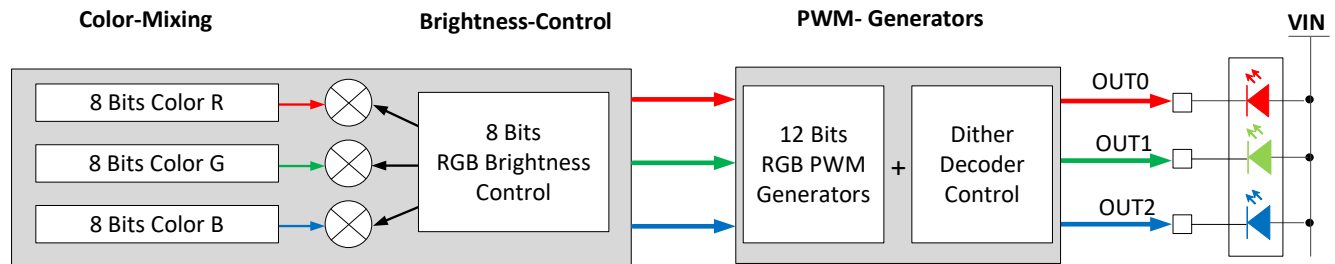 Color-Mixing
Brightness-Control
PWM- Generators
VIN
8 Bits Color R
8 Bits Color G
8 Bits Color B
8 Bits
RGB Brightness
Control
12 Bits
RGB PWM
Generators
+
Dither
Decoder
Control
OUT0
OUT1
OUT2